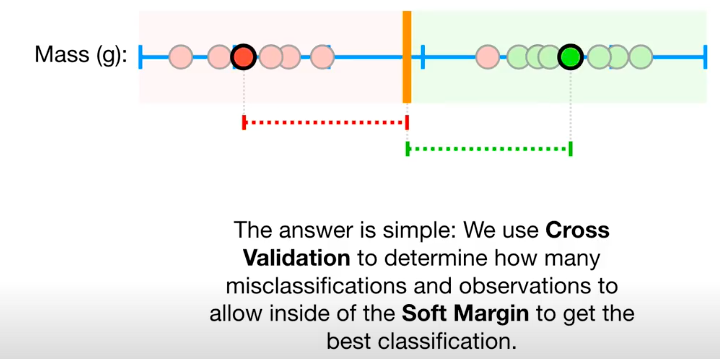 Mass (g):
The answer is simple: We use Cross
Validation to determine how many
misclassifications and observations to
allow inside of the Soft Margin to get the
best classification.